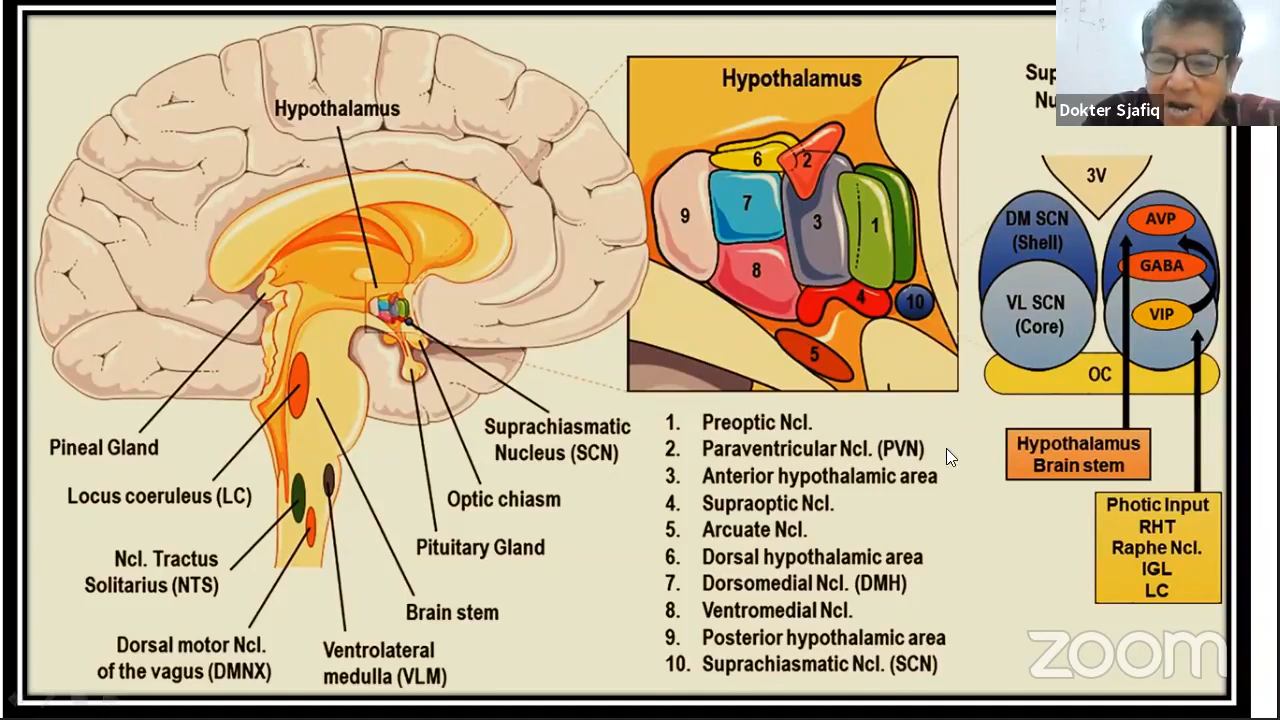 Hypothalamus
Pineal Gland
Locus coeruleus (LC)
Ncl. Tractus
Solitarius (NTS)
Dorsal motor Ncl.
of the vagus (DMNX)
Ventrolateral
medulla (VLM)
Brain stem
Pituitary Gland
Optic chiasm
Suprachiasmatic
Nucleus (SCN)
Hypothalamus
6
2
9
7
3
1
8
4
10
5
1. Preoptic Ncl.
2. Paraventricular Ncl. (PVN)
3. Anterior hypothalamic area
4. Supraoptic Ncl.
5. Arcuate Ncl.
6. Dorsal hypothalamic area
7. Dorsomedial Ncl. (DMH)
8. Ventromedial Ncl.
9. Posterior hypothalamic area
10. Suprachiasmatic Ncl. (SCN)
Dokter Sjafiq
3V
DM SCN
(Shell)
VL SCN
(Core)
AVP
GABA
VIP
OC
Hypothalamus
Brain stem
Photic Input
RHT
Raphe Ncl.
IGL
LC
zoom